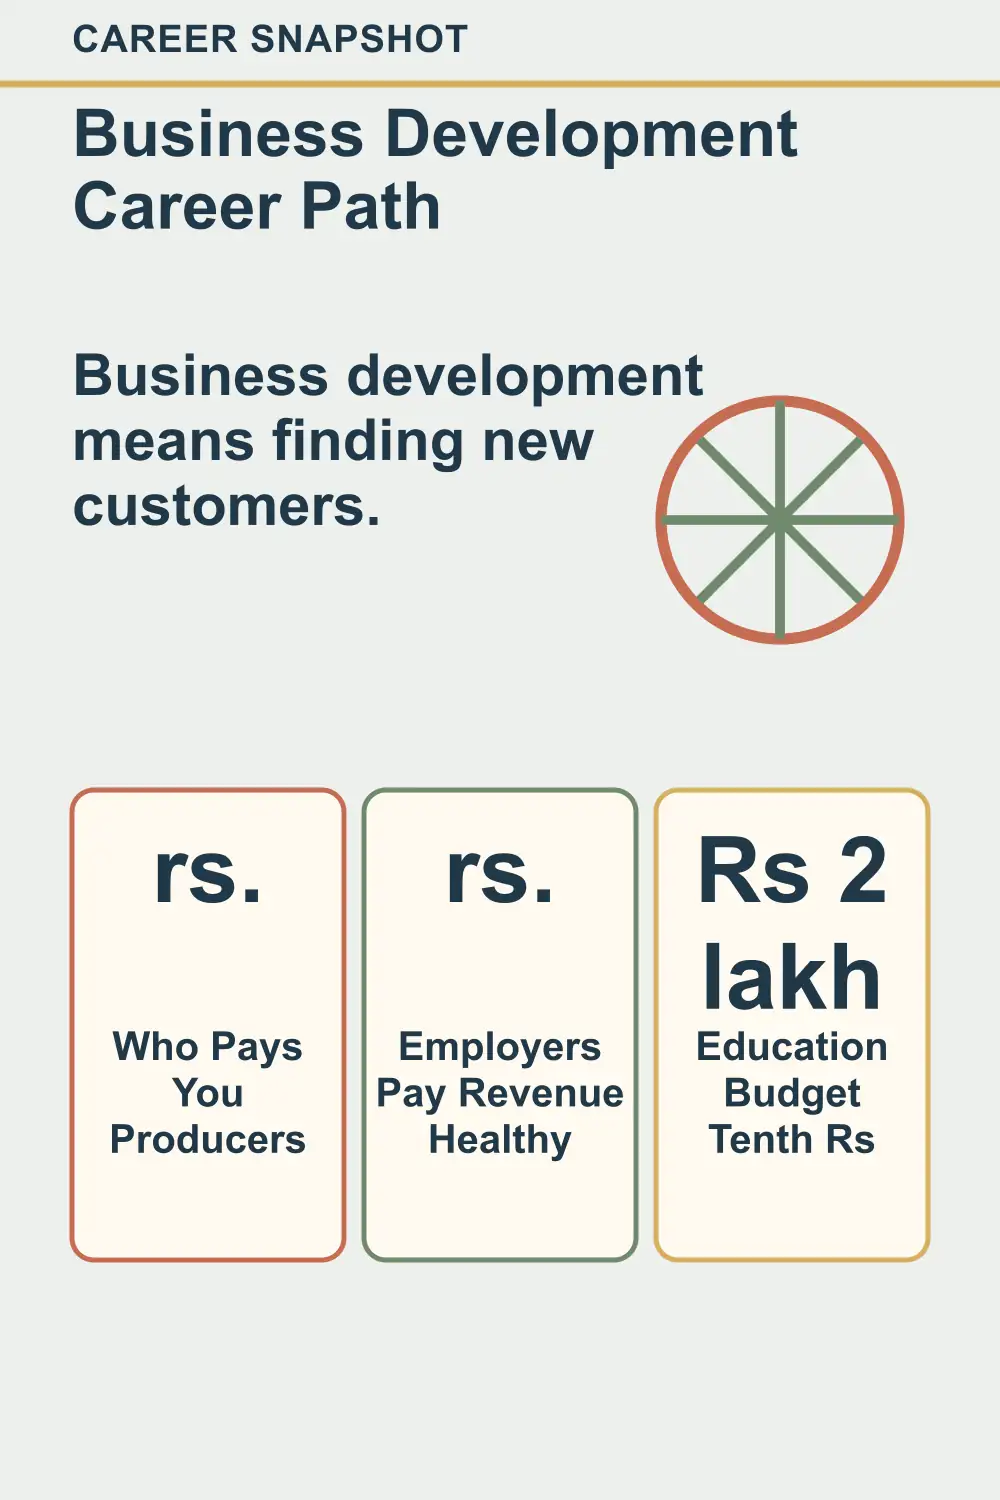 CAREER SNAPSHOT
Business Development
Career Path
Business development
means finding new
customers.
rs.
Who Pays
You
Producers
rs.
Employers
Pay Revenue
Healthy
Rs 2
lakh
Education
Budget
Tenth Rs